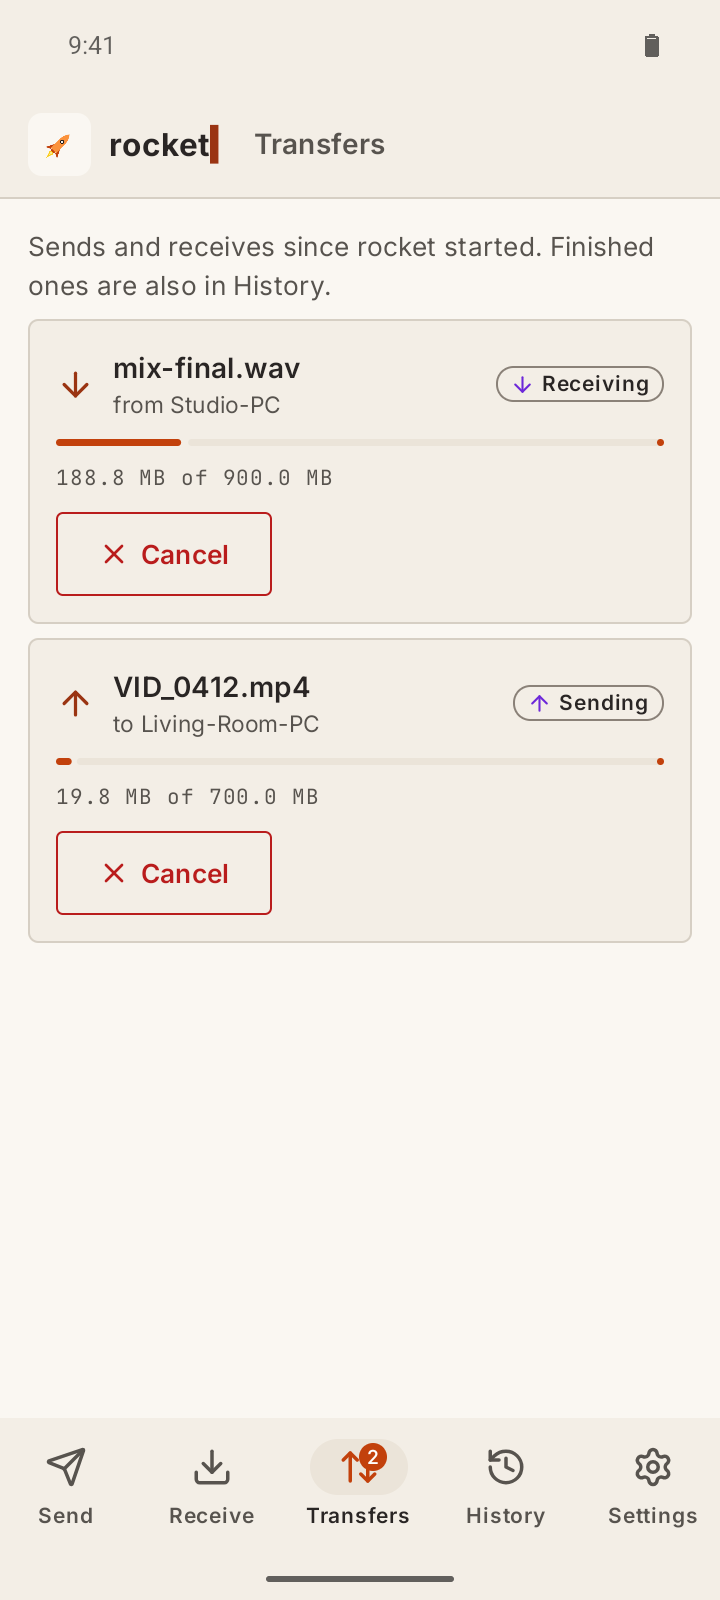 9:41
rocket Transfers
Sends and receives since rocket started. Finished
ones are also in History.
mix-final.wav
from Studio-PC
Receiving
188.8 MB of 900.0 MB
Cancel
VID_0412.mp4
to Living-Room-PC
Sending
19.8 MB of 700.0 MB
Cancel
2
Send Receive Transfers History Settings